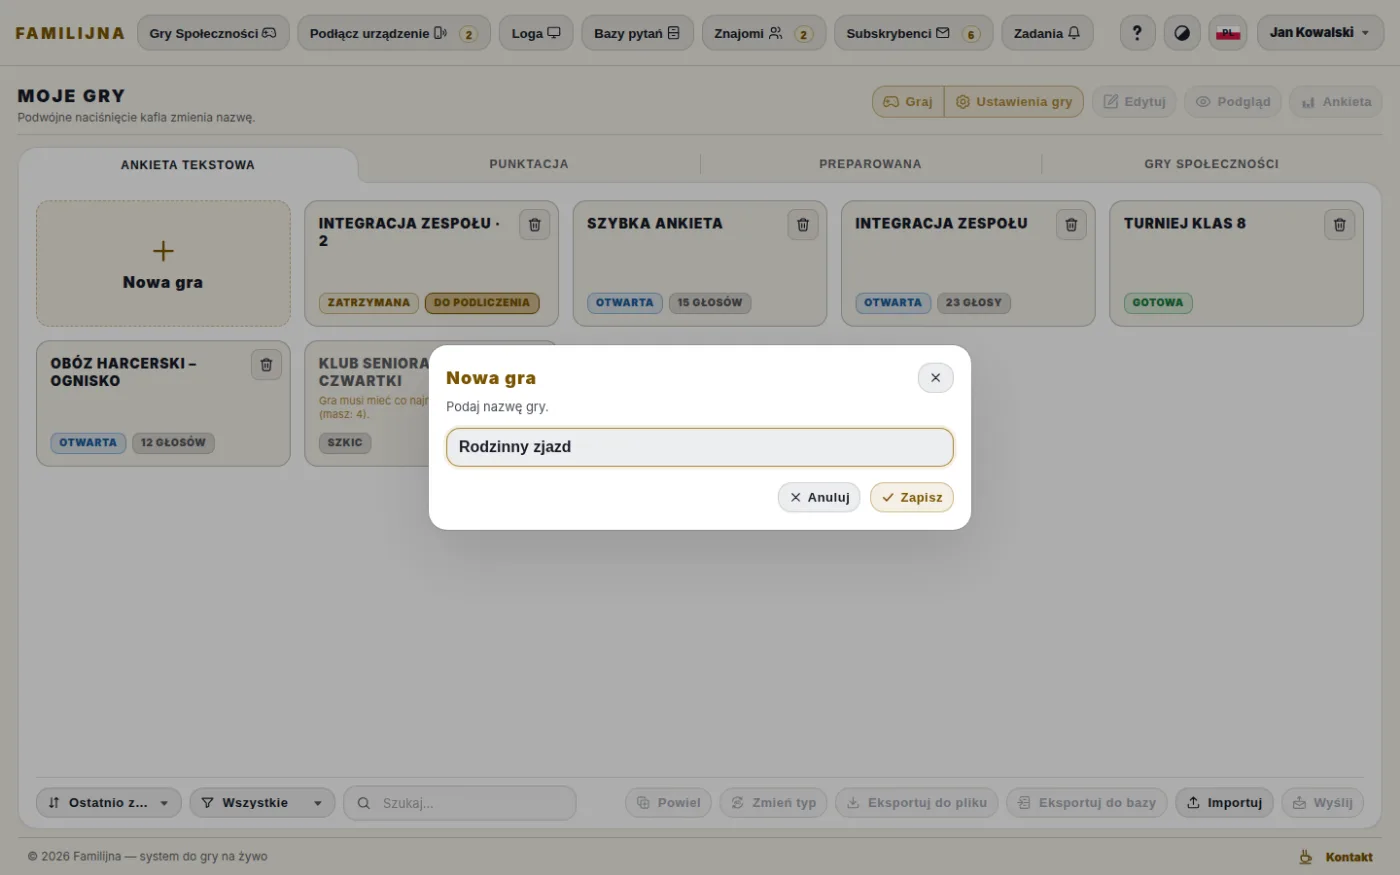 FAMILIJNA
Gry Społeczności
Podłącz urządzenie 2
Loga
Bazy pytań
Znajomi 2
Subskrybenci 6
Zadania
?
PL
Jan Kowalski
MOJE GRY
Podwójne naciśnięcie kafla zmienia nazwę.
Graj
Ustawienia gry
Edytuj
Podgląd
Ankieta
ANKIETA TEKSTOWA
PUNKTACJA
PREPAROWANA
GRY SPOŁECZNOŚCI
Nowa gra
INTEGRACJA ZESPOŁU ·
2
ZATRZYMANA
DO PODLICZENIA
SZYBKA ANKIETA
OTWARTA
15 GŁOSÓW
INTEGRACJA ZESPOŁU
OTWARTA
23 GŁOSY
TURNIEJ KLAS 8
GOTOWA
OBÓZ HARCERSKI –
OGNISKO
OTWARTA
12 GŁOSÓW
KLUB SENIORA
CZWARTKI
Gra musi mieć co
(masz: 4).
SZKIC
Nowa gra
Podaj nazwę gry.
Rodzinny zjazd
Anuluj
Zapisz
Ostatnio z...
Wszystkie
Szukaj...
Powiel
Zmień typ
Eksportuj do pliku
Eksportuj do bazy
Importuj
Wyślij
© 2026 Familijna — system do gry na żywo
Kontakt